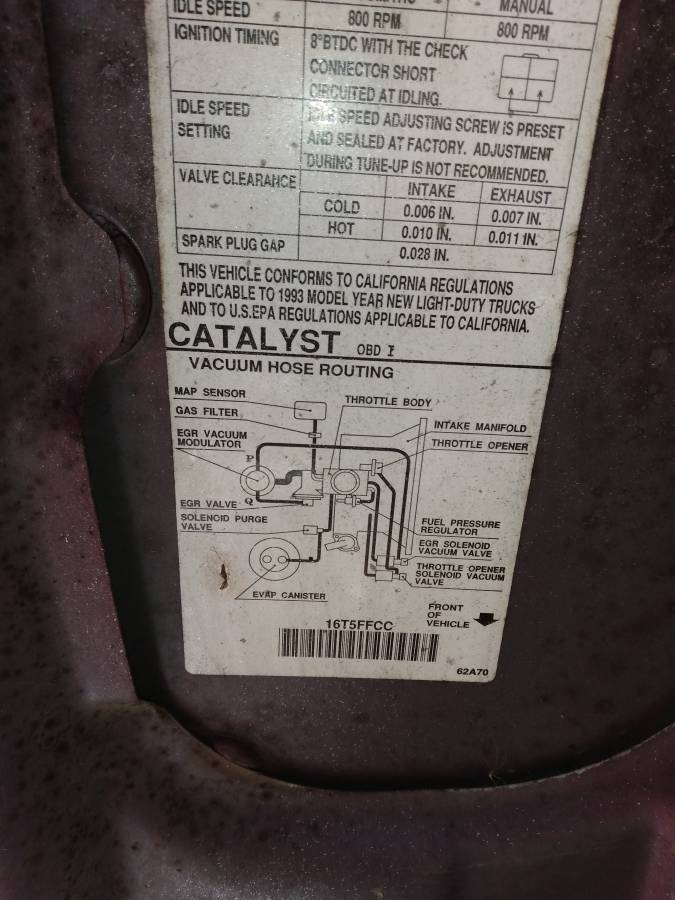 IDLE SPEED 800 RPM MANUAL
800 RPM
IGNITION TIMING 8°BTDC WITH THE CHECK
CONNECTOR SHORT
CIRCUITED AT IDLING.
IDLE SPEED
SETTING
IDLE SPEED ADJUSTING SCREW IS PRESET
AND SEALED AT FACTORY. ADJUSTMENT
DURING TUNE-UP IS NOT RECOMMENDED.
VALVE CLEARANCE INTAKE EXHAUST
COLD 0.006 IN. 0.007 IN.
HOT 0.010 IN. 0.011 IN.
SPARK PLUG GAP 0.028 IN.
THIS VEHICLE CONFORMS TO CALIFORNIA REGULATIONS
APPLICABLE TO 1993 MODEL YEAR NEW LIGHT-DUTY TRUCKS
AND TO U.S.EPA REGULATIONS APPLICABLE TO CALIFORNIA.
CATALYST OBD I
VACUUM HOSE ROUTING
MAP SENSOR
THROTTLE BODY
GAS FILTER
INTAKE MANIFOLD
EGR VACUUM
MODULATOR
THROTTLE OPENER
P
Q
EGR VALVE
SOLENOID PURGE
VALVE
FUEL PRESSURE
REGULATOR
EGR SOLENOID
VACUUM VALVE
THROTTLE OPENER
SOLENOID VACUUM
VALVE
EVAP CANISTER
FRONT
OF
VEHICLE
16T5FFCC
62A70